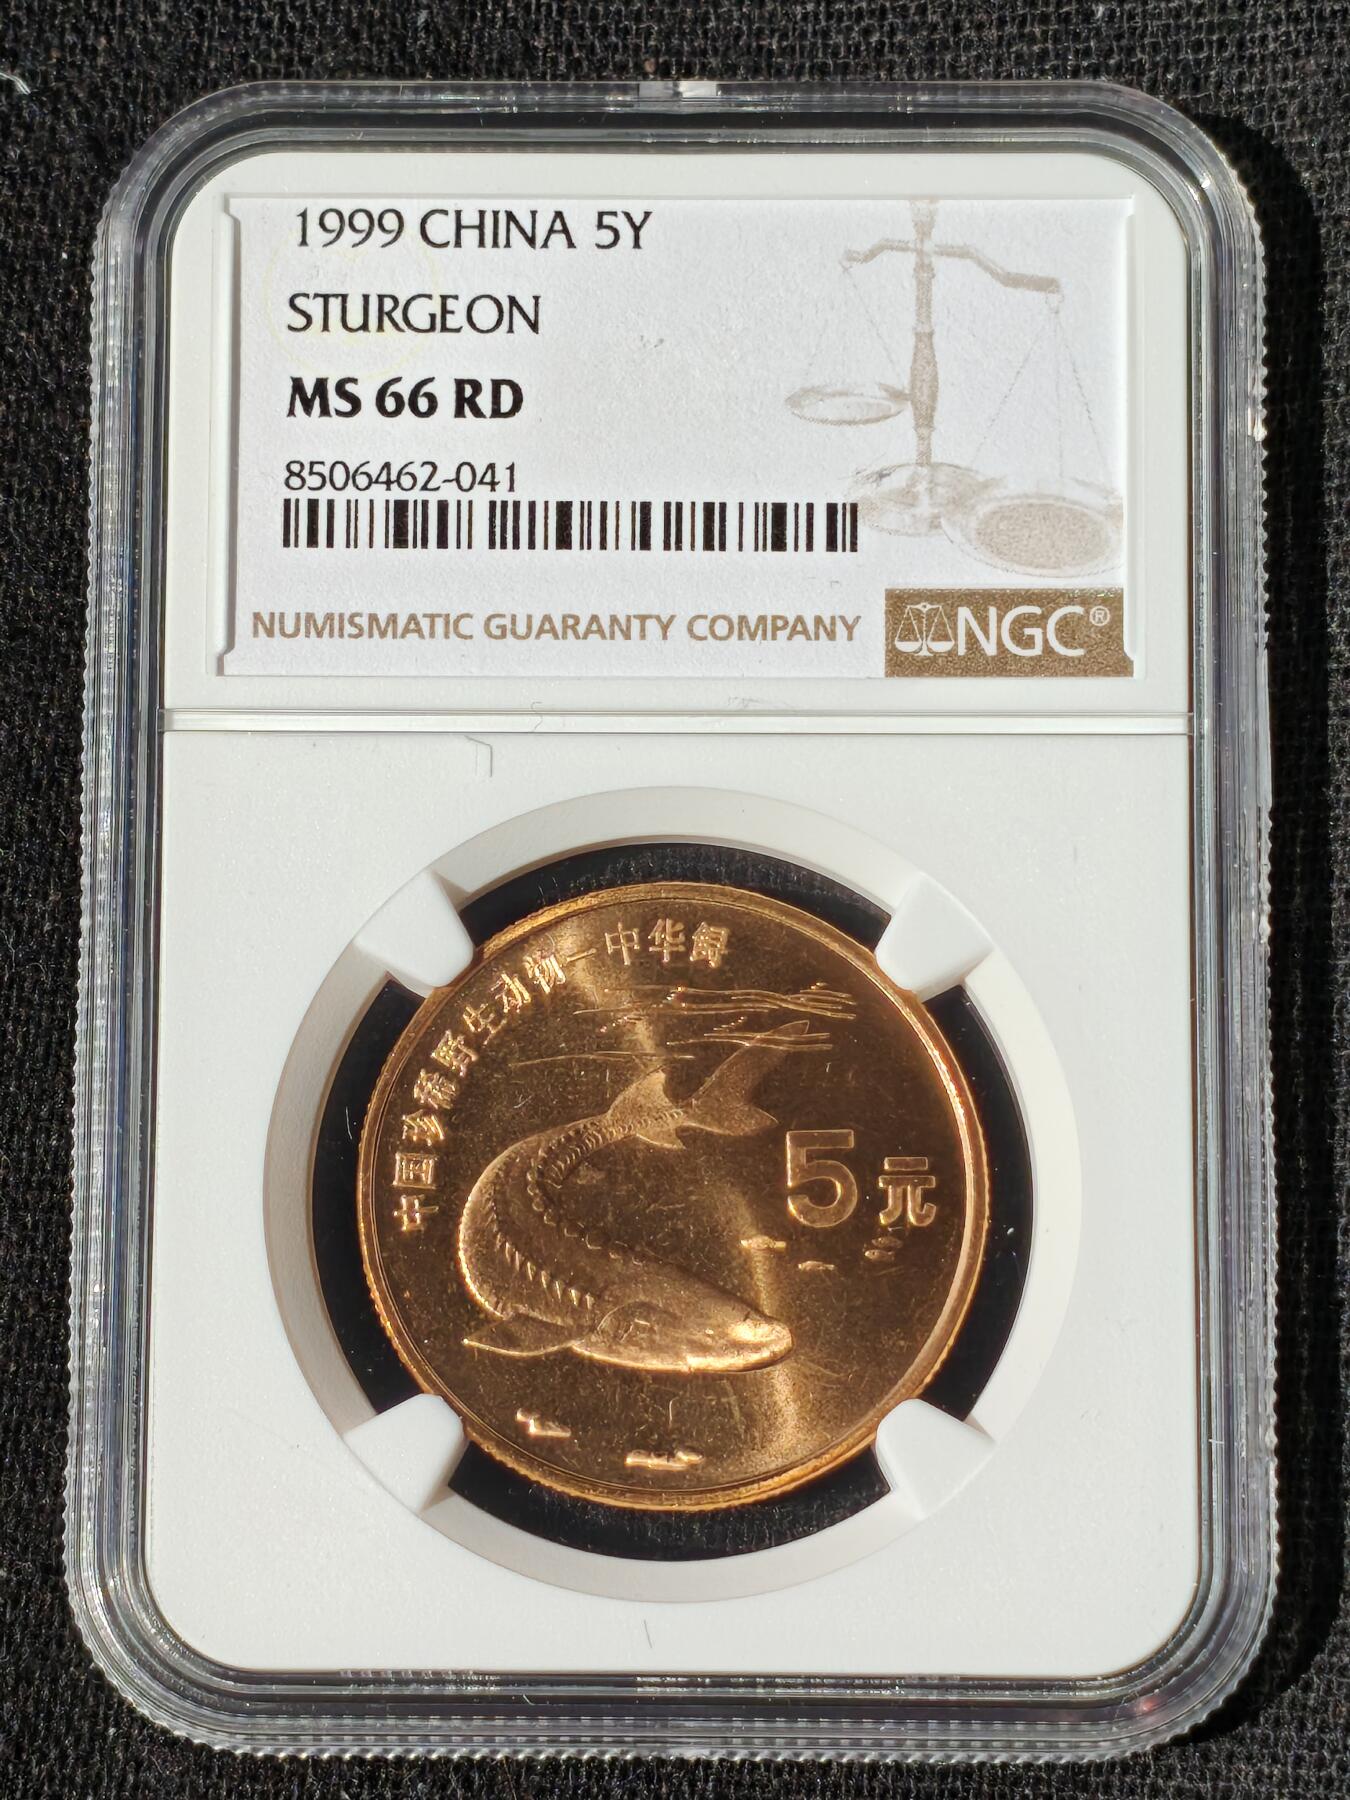 1999 CHINA 5Y
STURGEON
MS 66 RD
8506462-041
NUMISMATIC GUARANTY COMPANY
NGC®
中国珍稀野生动物—中华鲟
5元